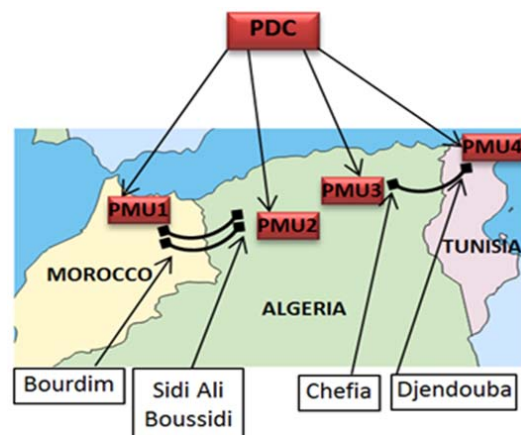 PDC
PMU4
PMU3
PMU1
PMU2
TUNISIA
MOROCCO
ALGERIA
Bourdim
Sidi Ali
Boussidi
Chefia
Djendouba